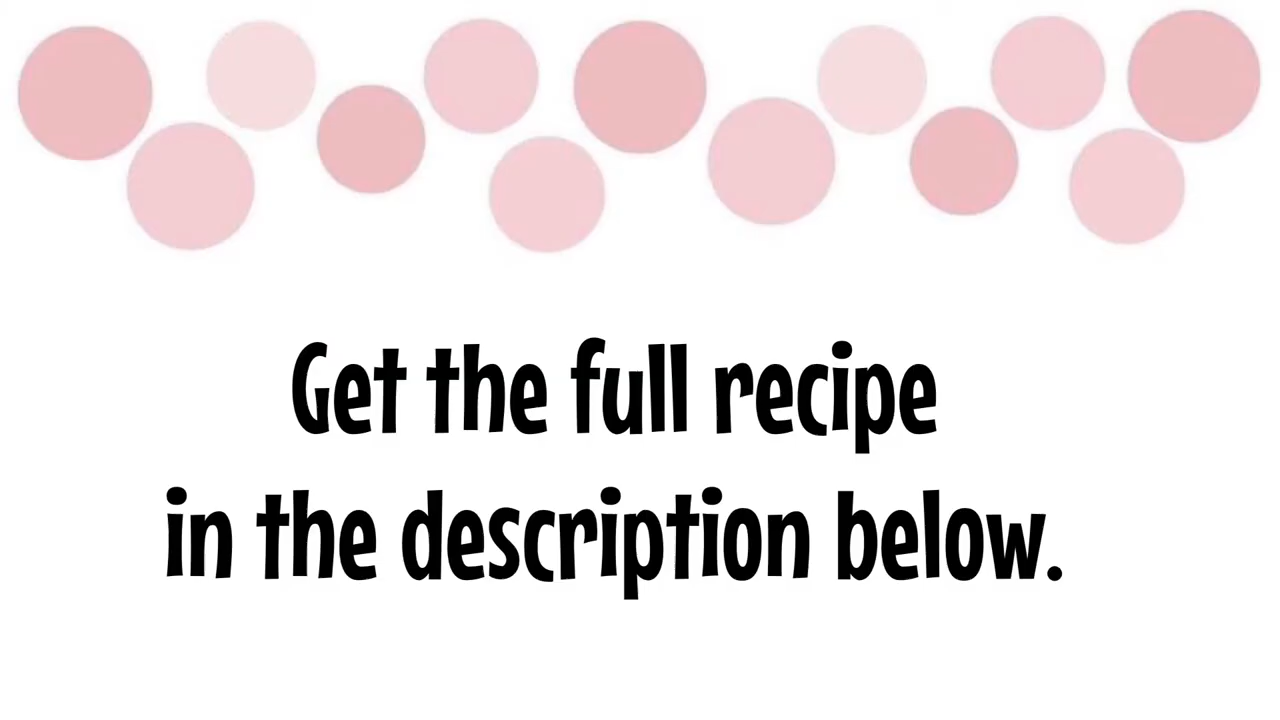 Get the full recipe
in the description below.